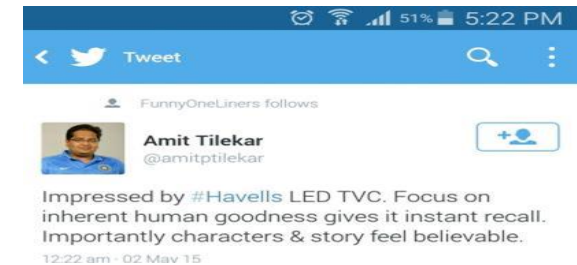 51% 5:22 PM
Tweet
FunnyOneLiners follows
Amit Tilekar
@amitptilekar
Impressed by #Havells LED TVC. Focus on
inherent human goodness gives it instant recall.
Importantly characters & story feel believable.
12:22 am · 02 May 15